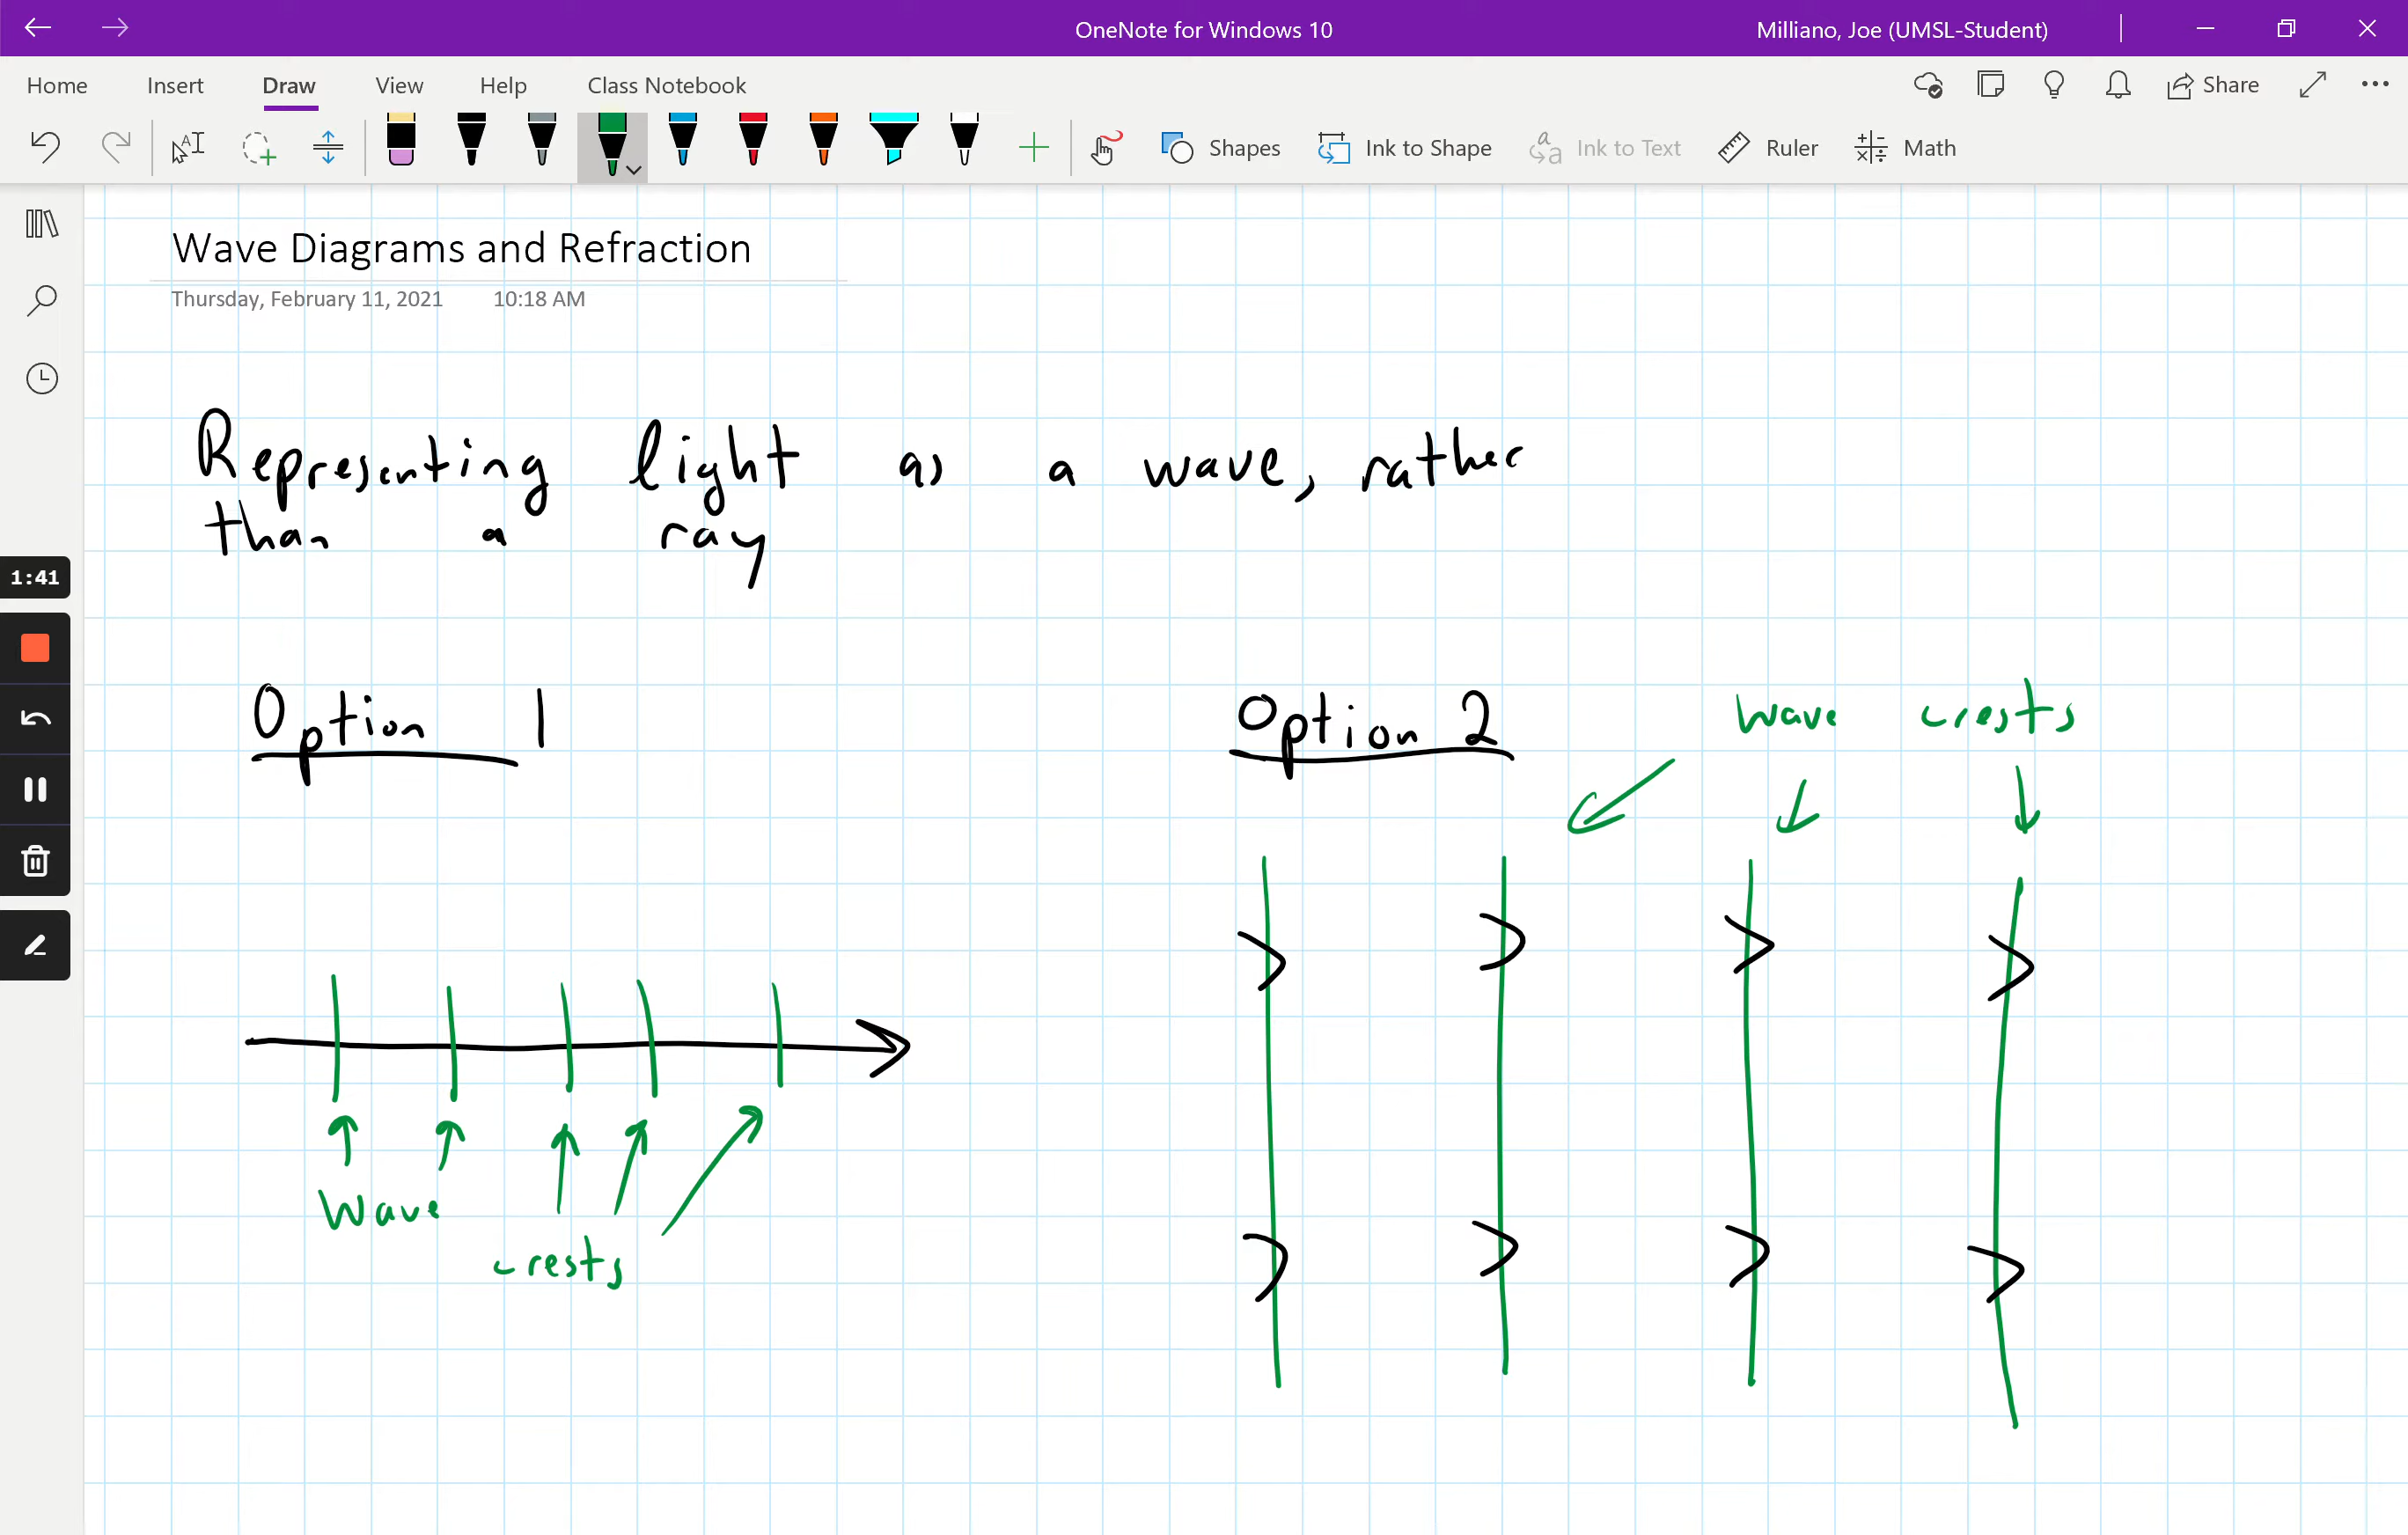 OneNote for Windows 10
Milliano, Joe (UMSL-Student)
Home Insert Draw View Help Class Notebook
Share
Shapes Ink to Shape Ink to Text Ruler Math
Wave Diagrams and Refraction
Thursday, February 11, 2021 10:18 AM
Representing light as a wave, rather
than a ray
1:41
Option 1
Option 2
wave crests
Wave
crests